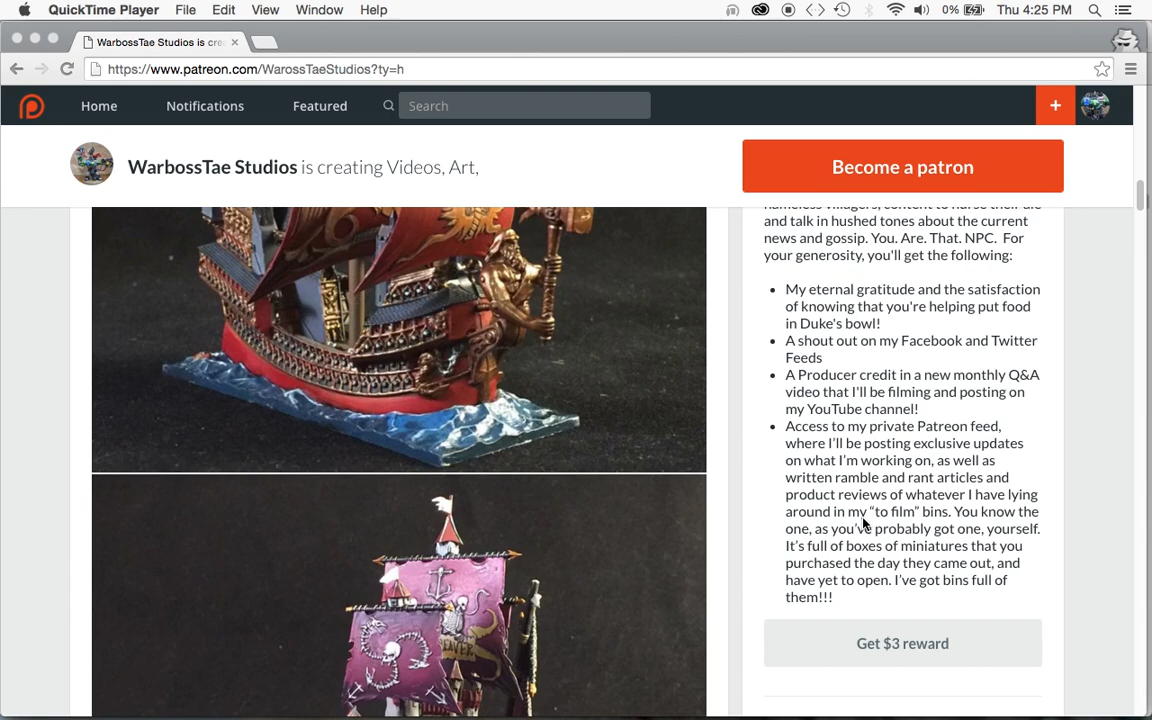 QuickTime Player File Edit View Window Help 0% Thu 4:25 PM
WarbossTae Studios is cre
https://www.patreon.com/WarossTaeStudios?ty=h
Home Notifications Featured Search +
WarbossTae Studios is creating Videos, Art,
Become a patron
nameless villagers, content to nurse their ale
and talk in hushed tones about the current
news and gossip. You. Are. That. NPC. For
your generosity, you'll get the following:
• My eternal gratitude and the satisfaction
of knowing that you're helping put food
in Duke's bowl!
• A shout out on my Facebook and Twitter
Feeds
• A Producer credit in a new monthly Q&A
video that I'll be filming and posting on
my YouTube channel!
• Access to my private Patreon feed,
where I’ll be posting exclusive updates
on what I’m working on, as well as
written ramble and rant articles and
product reviews of whatever I have lying
around in my “to film” bins. You know the
one, as you’ve probably got one, yourself.
It’s full of boxes of miniatures that you
purchased the day they came out, and
have yet to open. I’ve got bins full of
them!!!
Get $3 reward